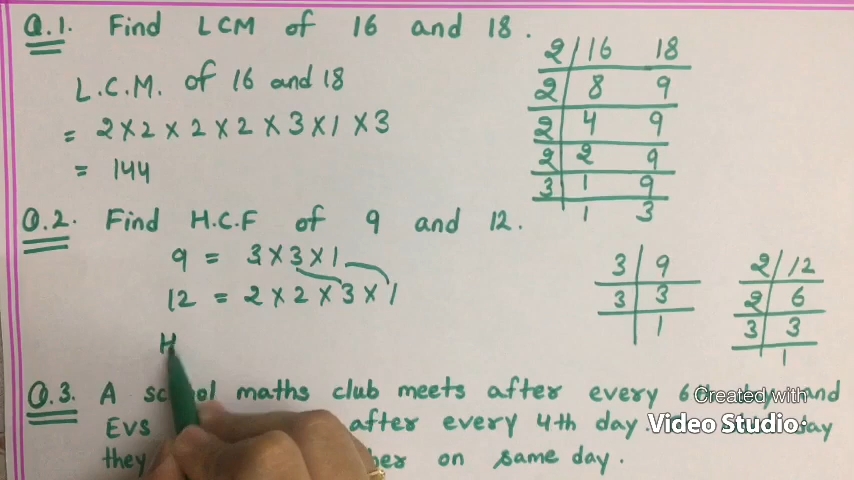 Q.1. Find LCM of 16 and 18.
L.C.M. of 16 and 18
= 2×2×2×2×3×1×3
= 144
2 16 18
2 8 9
2 4 9
2 2 9
3 1 9
1 3
Q.2. Find H.C.F of 9 and 12.
9 = 3×3×1
12 = 2×2×3×1
3 9
3 3
1
2 12
2 6
3 3
1
H
Q.3. A maths club meets after every and
EVS after every 4th day. day
they on same day.
Created with
Video Studio